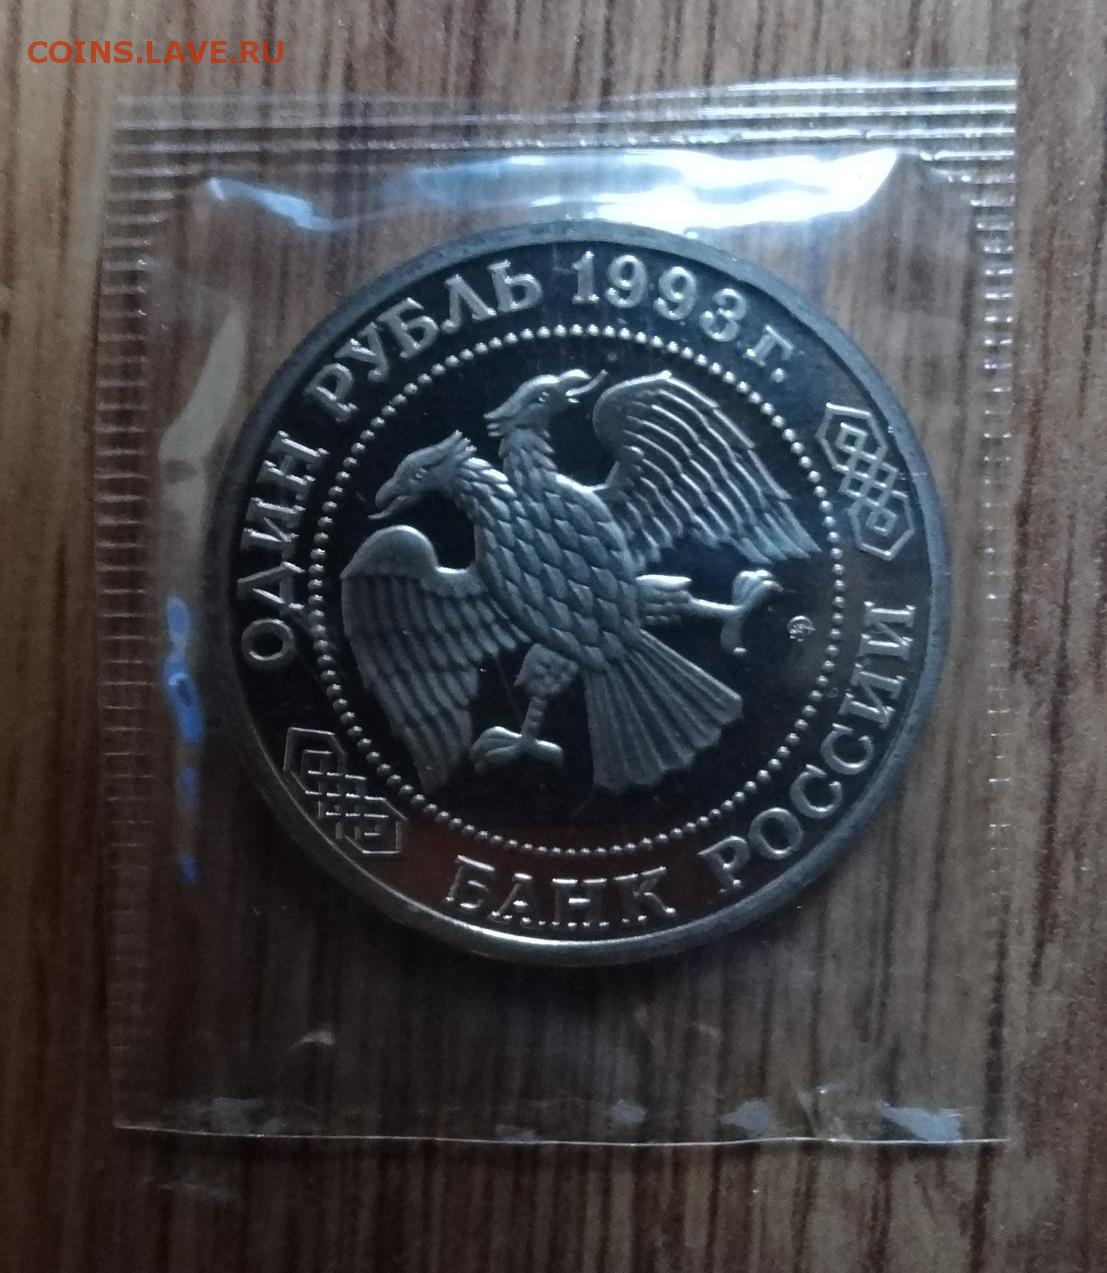 COINS.LAVE.RU
ОДИН РУБЛЬ 1993 г.
БАНК РОССИИ